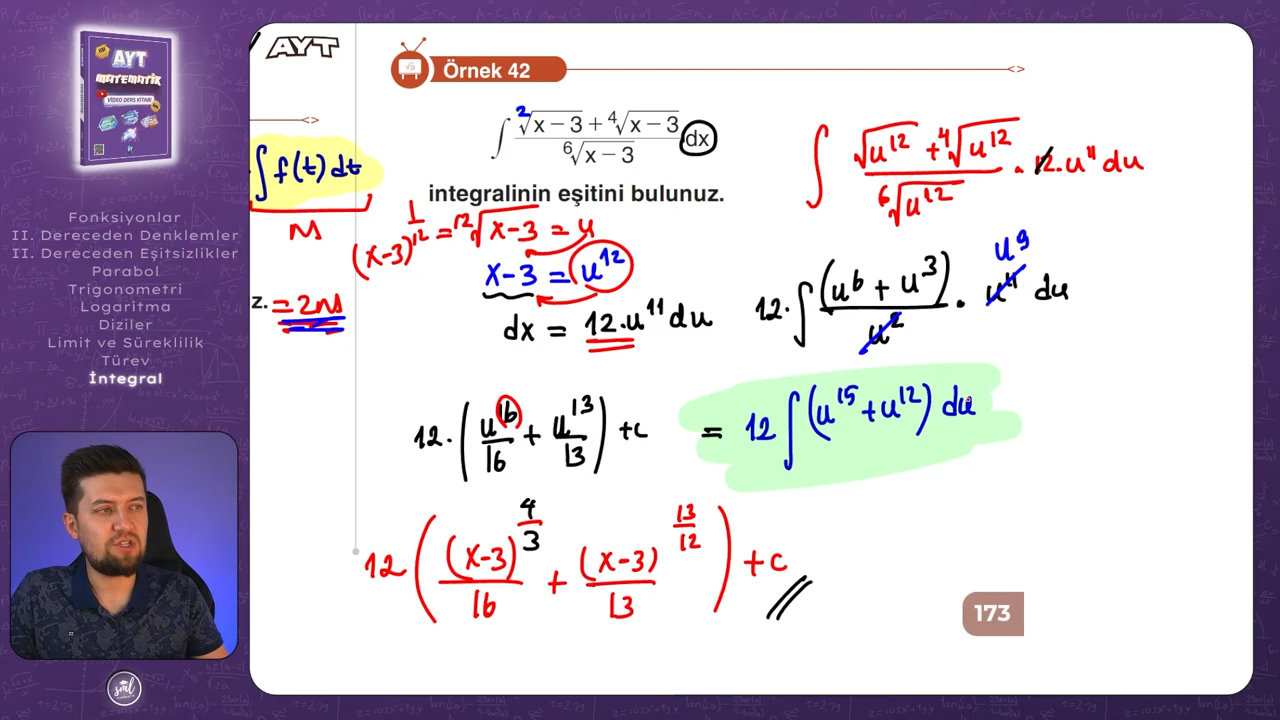 AYT
Örnek 42
AYT
MATEMATİK
VİDEO DERS KİTABI
∫ (²√x − 3 + ⁴√x − 3) / ⁶√x − 3 dx
integralinin eşitini bulunuz.
∫ (√u¹² + ⁴√u¹²) / ⁶√u¹² · 12.u¹¹ du
∫ f(t) dt
M
z. = 2M
Fonksiyonlar
II. Dereceden Denklemler
II. Dereceden Eşitsizlikler
Parabol
Trigonometri
Logaritma
Diziler
Limit ve Süreklilik
Türev
İntegral
(x-3)^(1/12) = ¹²√x-3 = u
x-3 = u¹²
dx = 12.u¹¹ du
12. ∫ (u⁶ + u³) / u² · u¹¹ du
u⁹
= 12 ∫ (u¹⁵ + u¹²) du
12. (u¹⁶/16 + u¹³/13) + c
12 ((x-3)^(4/3)/16 + (x-3)^(13/12)/13) + c
173
sml